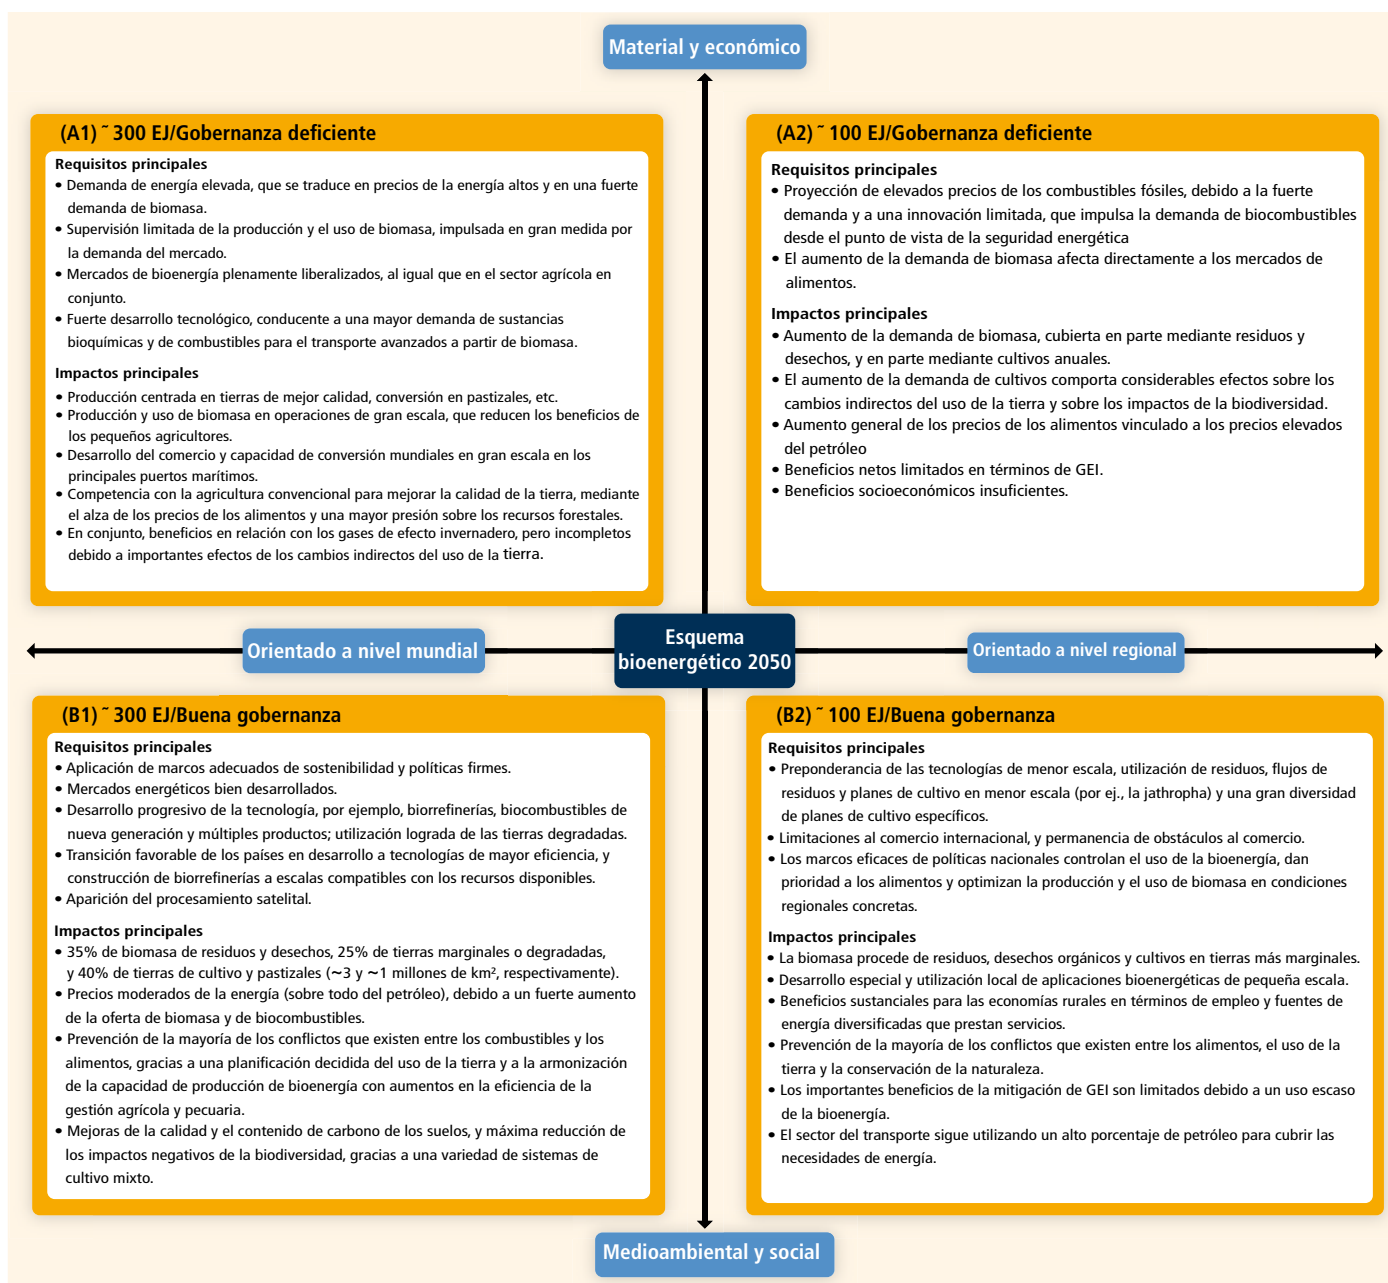 Material y económico
(A1) ˜ 300 EJ/Gobernanza deficiente
Requisitos principales
• Demanda de energía elevada, que se traduce en precios de la energía altos y en una fuerte
demanda de biomasa.
• Supervisión limitada de la producción y el uso de biomasa, impulsada en gran medida por
la demanda del mercado.
• Mercados de bioenergía plenamente liberalizados, al igual que en el sector agrícola en
conjunto.
• Fuerte desarrollo tecnológico, conducente a una mayor demanda de sustancias
bioquímicas y de combustibles para el transporte avanzados a partir de biomasa.
Impactos principales
• Producción centrada en tierras de mejor calidad, conversión en pastizales, etc.
• Producción y uso de biomasa en operaciones de gran escala, que reducen los beneficios de
los pequeños agricultores.
• Desarrollo del comercio y capacidad de conversión mundiales en gran escala en los
principales puertos marítimos.
• Competencia con la agricultura convencional para mejorar la calidad de la tierra, mediante
el alza de los precios de los alimentos y una mayor presión sobre los recursos forestales.
• En conjunto, beneficios en relación con los gases de efecto invernadero, pero incompletos
debido a importantes efectos de los cambios indirectos del uso de la tierra.
(A2) ˜ 100 EJ/Gobernanza deficiente
Requisitos principales
• Proyección de elevados precios de los combustibles fósiles, debido a la fuerte
demanda y a una innovación limitada, que impulsa la demanda de biocombustibles
desde el punto de vista de la seguridad energética
• El aumento de la demanda de biomasa afecta directamente a los mercados de
alimentos.
Impactos principales
• Aumento de la demanda de biomasa, cubierta en parte mediante residuos y
desechos, y en parte mediante cultivos anuales.
• El aumento de la demanda de cultivos comporta considerables efectos sobre los
cambios indirectos del uso de la tierra y sobre los impactos de la biodiversidad.
• Aumento general de los precios de los alimentos vinculado a los precios elevados
del petróleo
• Beneficios netos limitados en términos de GEI.
• Beneficios socioeconómicos insuficientes.
Orientado a nivel mundial
Esquema
bioenergético 2050
Orientado a nivel regional
(B1) ˜ 300 EJ/Buena gobernanza
Requisitos principales
• Aplicación de marcos adecuados de sostenibilidad y políticas firmes.
• Mercados energéticos bien desarrollados.
• Desarrollo progresivo de la tecnología, por ejemplo, biorrefinerías, biocombustibles de
nueva generación y múltiples productos; utilización lograda de las tierras degradadas.
• Transición favorable de los países en desarrollo a tecnologías de mayor eficiencia, y
construcción de biorrefinerías a escalas compatibles con los recursos disponibles.
• Aparición del procesamiento satelital.
Impactos principales
• 35% de biomasa de residuos y desechos, 25% de tierras marginales o degradadas,
y 40% de tierras de cultivo y pastizales (~3 y ~1 millones de km², respectivamente).
• Precios moderados de la energía (sobre todo del petróleo), debido a un fuerte aumento
de la oferta de biomasa y de biocombustibles.
• Prevención de la mayoría de los conflictos que existen entre los combustibles y los
alimentos, gracias a una planificación decidida del uso de la tierra y a la armonización
de la capacidad de producción de bioenergía con aumentos en la eficiencia de la
gestión agrícola y pecuaria.
• Mejoras de la calidad y el contenido de carbono de los suelos, y máxima reducción de
los impactos negativos de la biodiversidad, gracias a una variedad de sistemas de
cultivo mixto.
(B2) ˜ 100 EJ/Buena gobernanza
Requisitos principales
• Preponderancia de las tecnologías de menor escala, utilización de residuos, flujos de
residuos y planes de cultivo en menor escala (por ej., la jathropha) y una gran diversidad
de planes de cultivo específicos.
• Limitaciones al comercio internacional, y permanencia de obstáculos al comercio.
• Los marcos eficaces de políticas nacionales controlan el uso de la bioenergía, dan
prioridad a los alimentos y optimizan la producción y el uso de biomasa en condiciones
regionales concretas.
Impactos principales
• La biomasa procede de residuos, desechos orgánicos y cultivos en tierras más marginales.
• Desarrollo especial y utilización local de aplicaciones bioenergéticas de pequeña escala.
• Beneficios sustanciales para las economías rurales en términos de empleo y fuentes de
energía diversificadas que prestan servicios.
• Prevención de la mayoría de los conflictos que existen entre los alimentos, el uso de la
tierra y la conservación de la naturaleza.
• Los importantes beneficios de la mitigación de GEI son limitados debido a un uso escaso
de la bioenergía.
• El sector del transporte sigue utilizando un alto porcentaje de petróleo para cubrir las
necesidades de energía.
Medioambiental y social